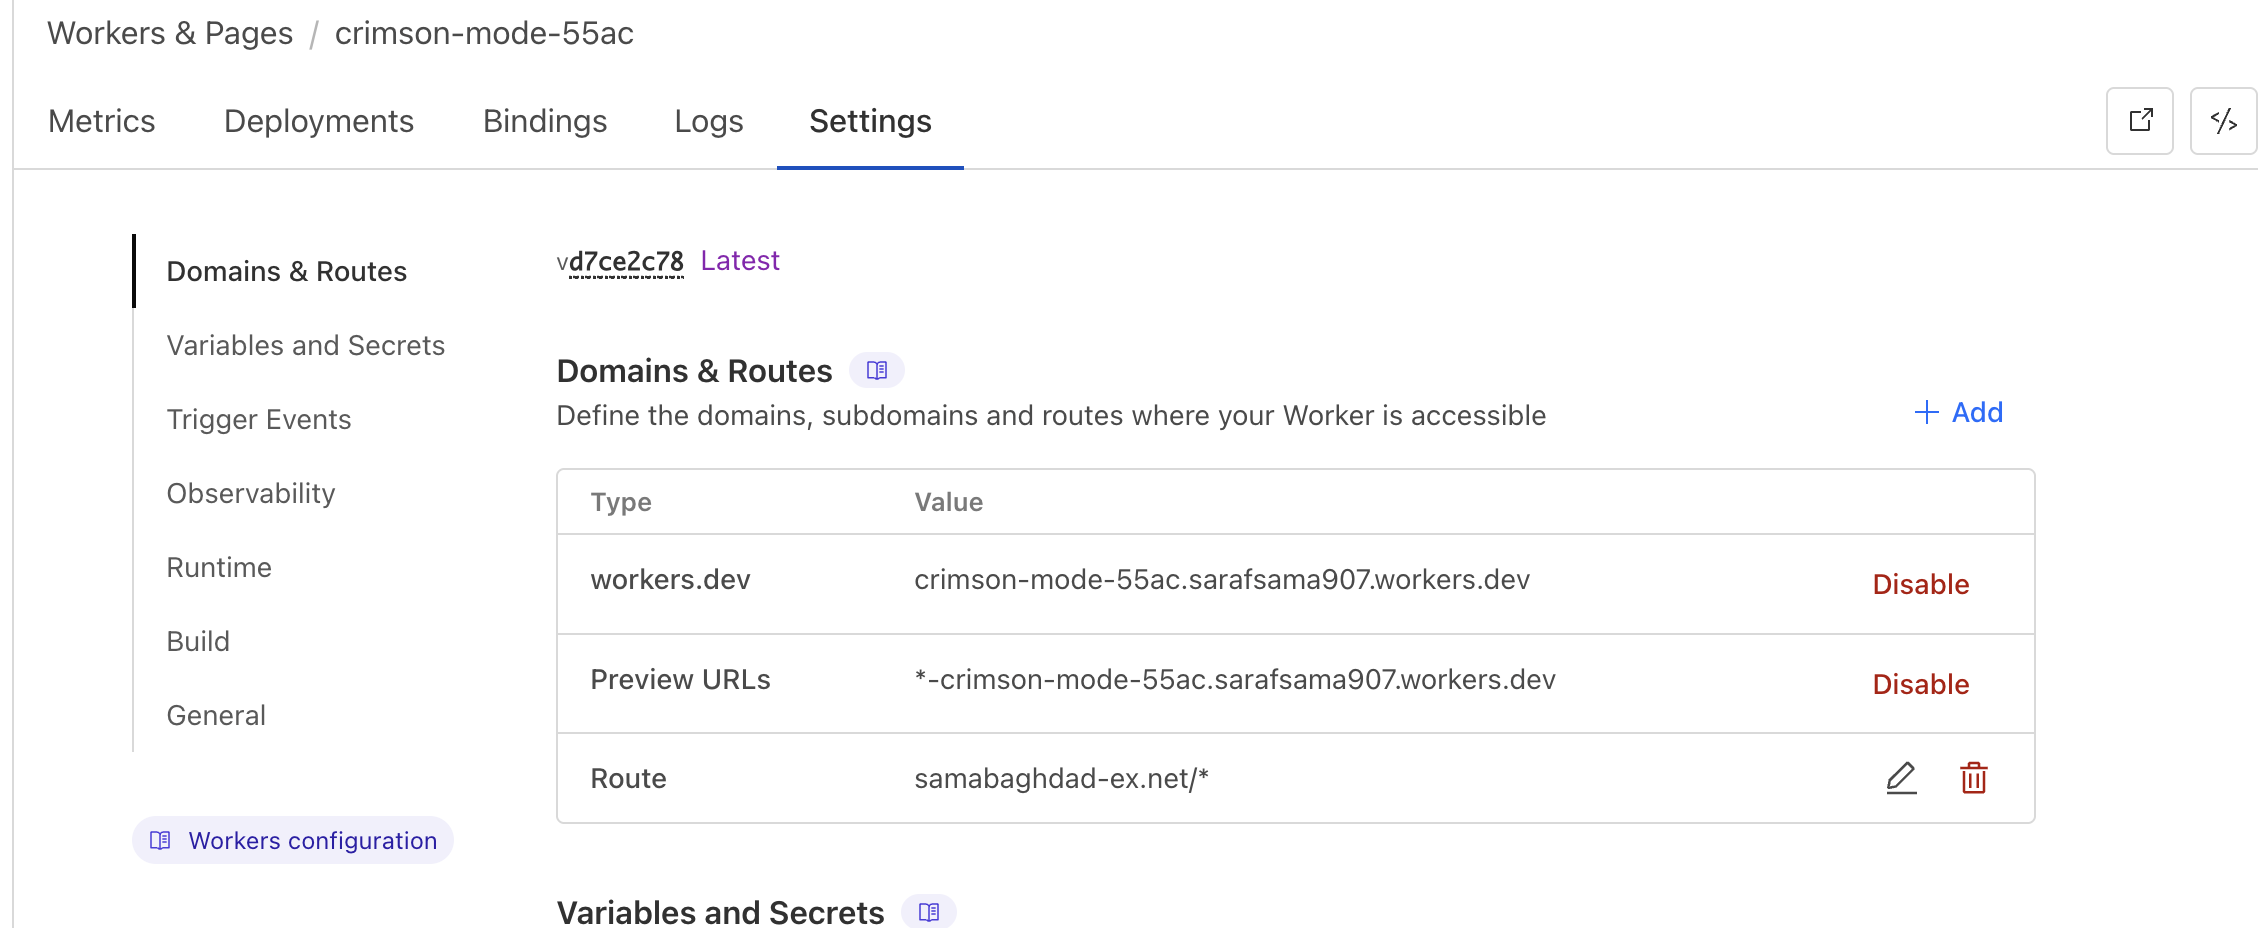 Workers & Pages / crimson-mode-55ac
Metrics Deployments Bindings Logs Settings
Domains & Routes
Variables and Secrets
Trigger Events
Observability
Runtime
Build
General
Workers configuration
vd7ce2c78 Latest
Domains & Routes
Define the domains, subdomains and routes where your Worker is accessible
+ Add
Type Value
workers.dev crimson-mode-55ac.sarafsama907.workers.dev Disable
Preview URLs *-crimson-mode-55ac.sarafsama907.workers.dev Disable
Route samabaghdad-ex.net/*
Variables and Secrets